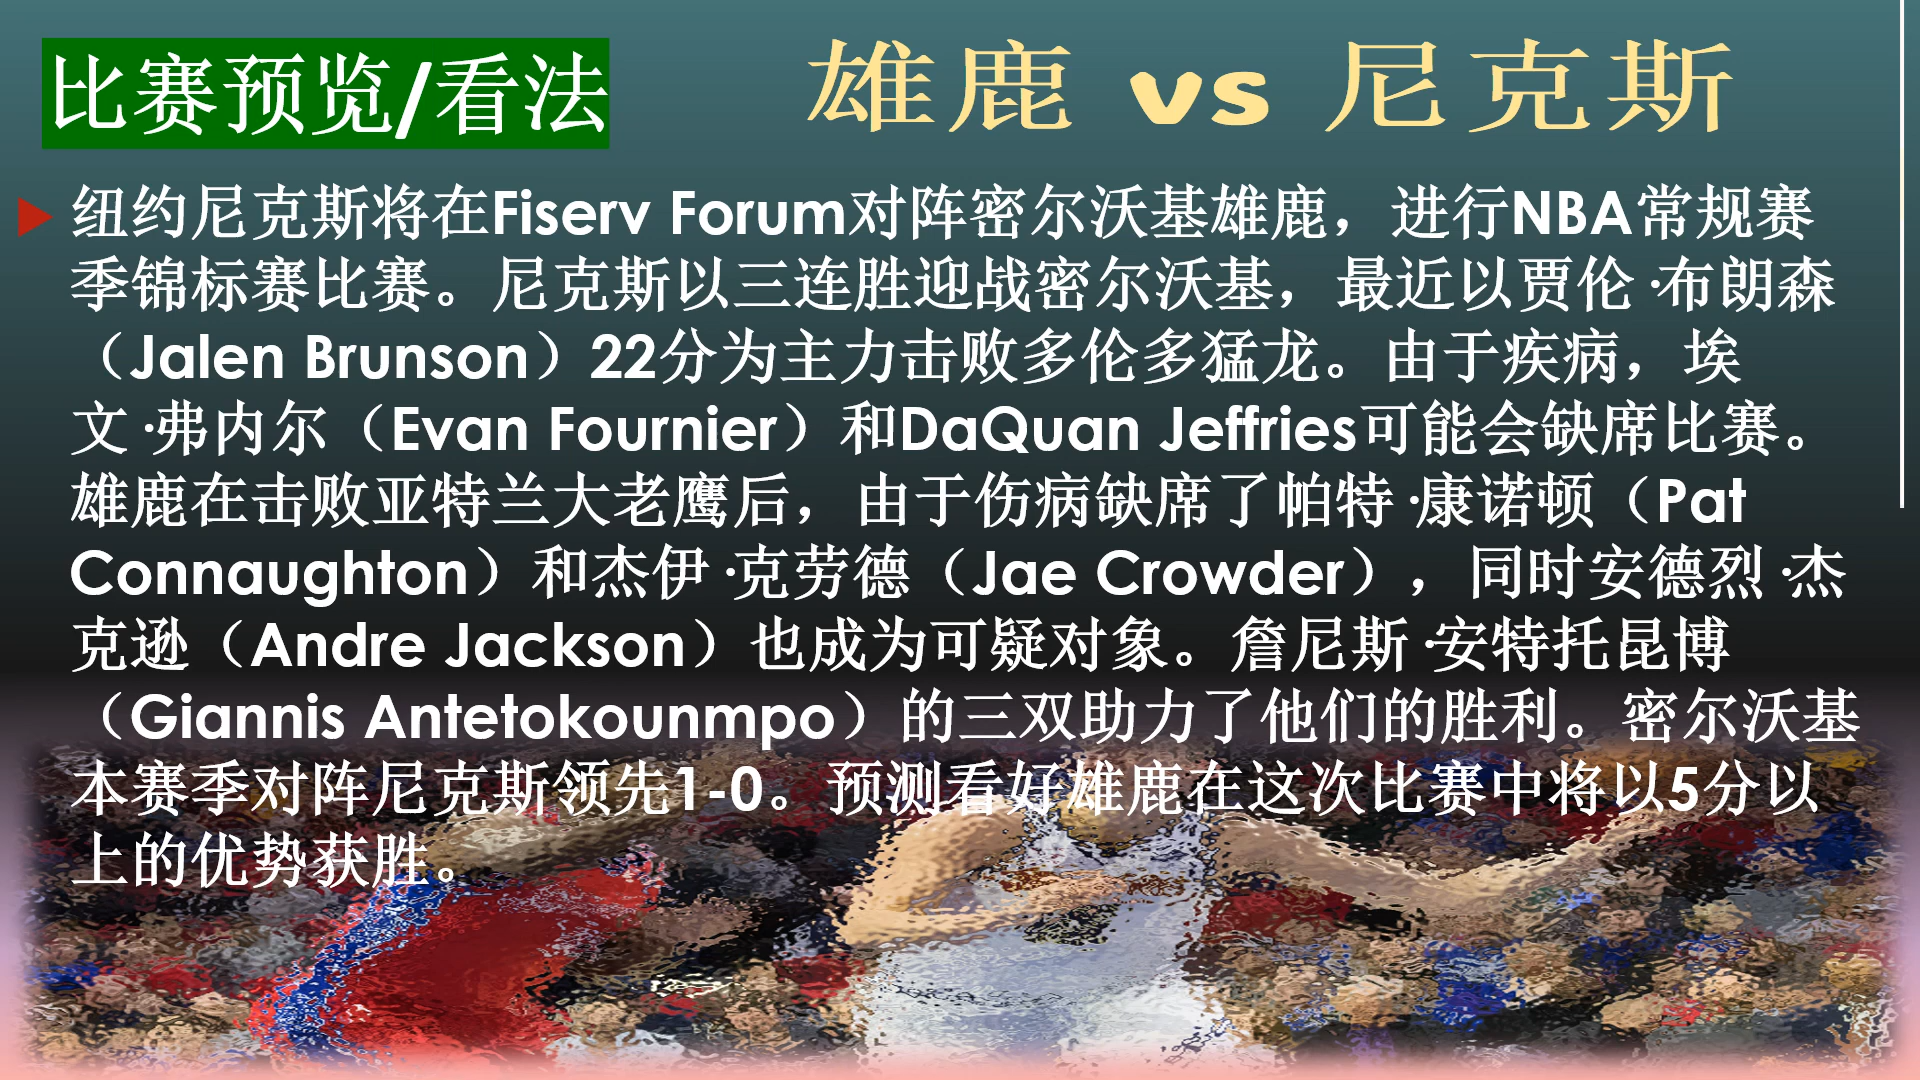 比赛预览/看法
雄鹿 vs 尼克斯
纽约尼克斯将在Fiserv Forum对阵密尔沃基雄鹿，进行NBA常规赛
季锦标赛比赛。尼克斯以三连胜迎战密尔沃基，最近以贾伦·布朗森
（Jalen Brunson）22分为主力击败多伦多猛龙。由于疾病，埃
文·弗内尔（Evan Fournier）和DaQuan Jeffries可能会缺席比赛。
雄鹿在击败亚特兰大老鹰后，由于伤病缺席了帕特·康诺顿（Pat
Connaughton）和杰伊·克劳德（Jae Crowder），同时安德烈·杰
克逊（Andre Jackson）也成为可疑对象。詹尼斯·安特托昆博
（Giannis Antetokounmpo）的三双助力了他们的胜利。密尔沃基
本赛季对阵尼克斯领先1-0。预测看好雄鹿在这次比赛中将以5分以
上的优势获胜。